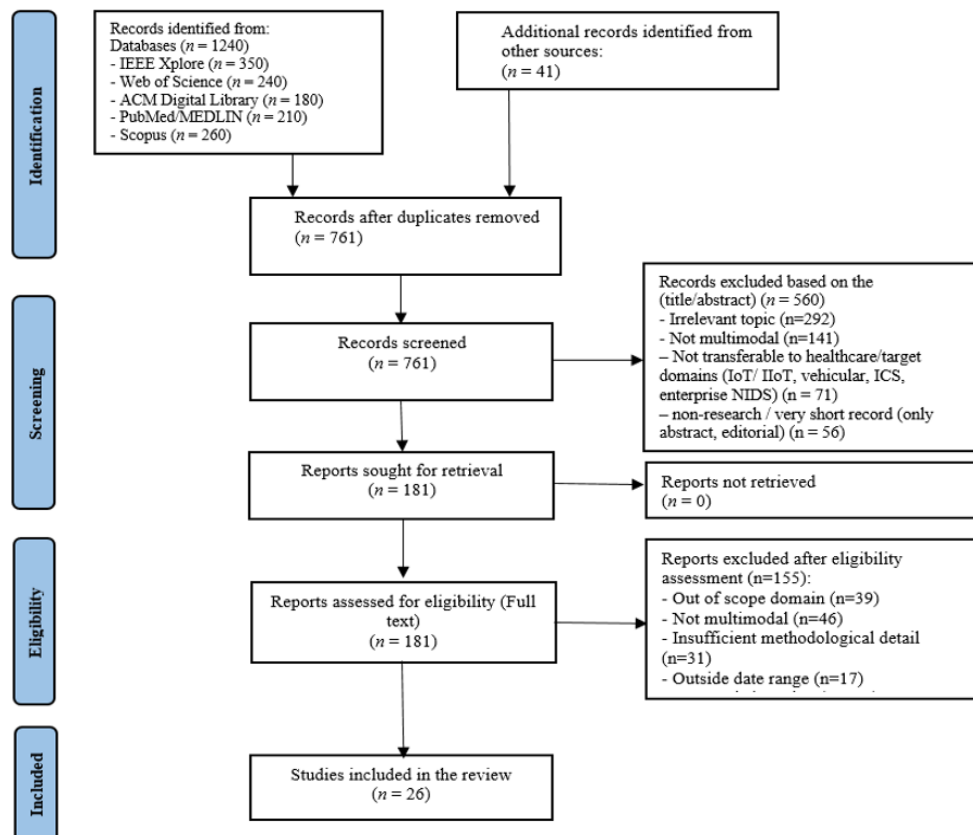 Identification
Records identified from:
Databases (n = 1240)
- IEEE Xplore (n = 350)
- Web of Science (n = 240)
- ACM Digital Library (n = 180)
- PubMed/MEDLIN (n = 210)
- Scopus (n = 260)
Additional records identified from
other sources:
(n = 41)
Records after duplicates removed
(n = 761)
Screening
Records screened
(n = 761)
Records excluded based on the
(title/abstract) (n = 560)
- Irrelevant topic (n=292)
- Not multimodal (n=141)
– Not transferable to healthcare/target
domains (IoT/ IIoT, vehicular, ICS,
enterprise NIDS) (n = 71)
– non-research / very short record (only
abstract, editorial) (n = 56)
Reports sought for retrieval
(n = 181)
Reports not retrieved
(n = 0)
Eligibility
Reports assessed for eligibility (Full
text)
(n = 181)
Reports excluded after eligibility
assessment (n=155):
- Out of scope domain (n=39)
- Not multimodal (n=46)
- Insufficient methodological detail
(n=31)
- Outside date range (n=17)
Included
Studies included in the review
(n = 26)